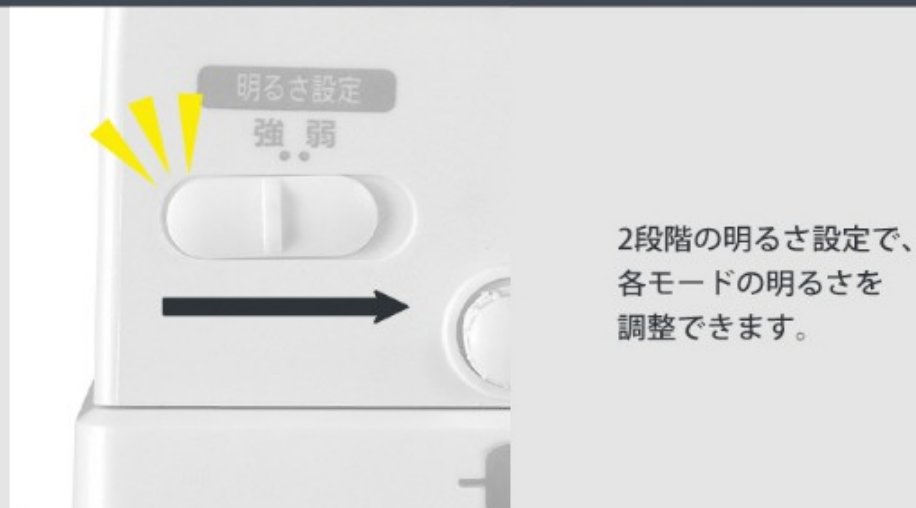 明るさ設定
強 弱
2段階の明るさ設定で、
各モードの明るさを
調整できます。